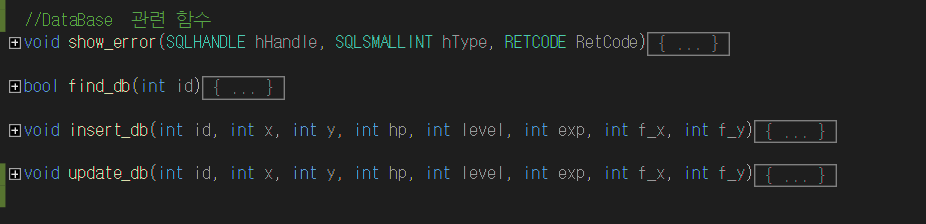 //DataBase 관련 함수
void show_error(SQLHANDLE hHandle, SQLSMALLINT hType, RETCODE RetCode){ ... }
bool find_db(int id){ ... }
void insert_db(int id, int x, int y, int hp, int level, int exp, int f_x, int f_y){ ... }
void update_db(int id, int x, int y, int hp, int level, int exp, int f_x, int f_y){ ... }